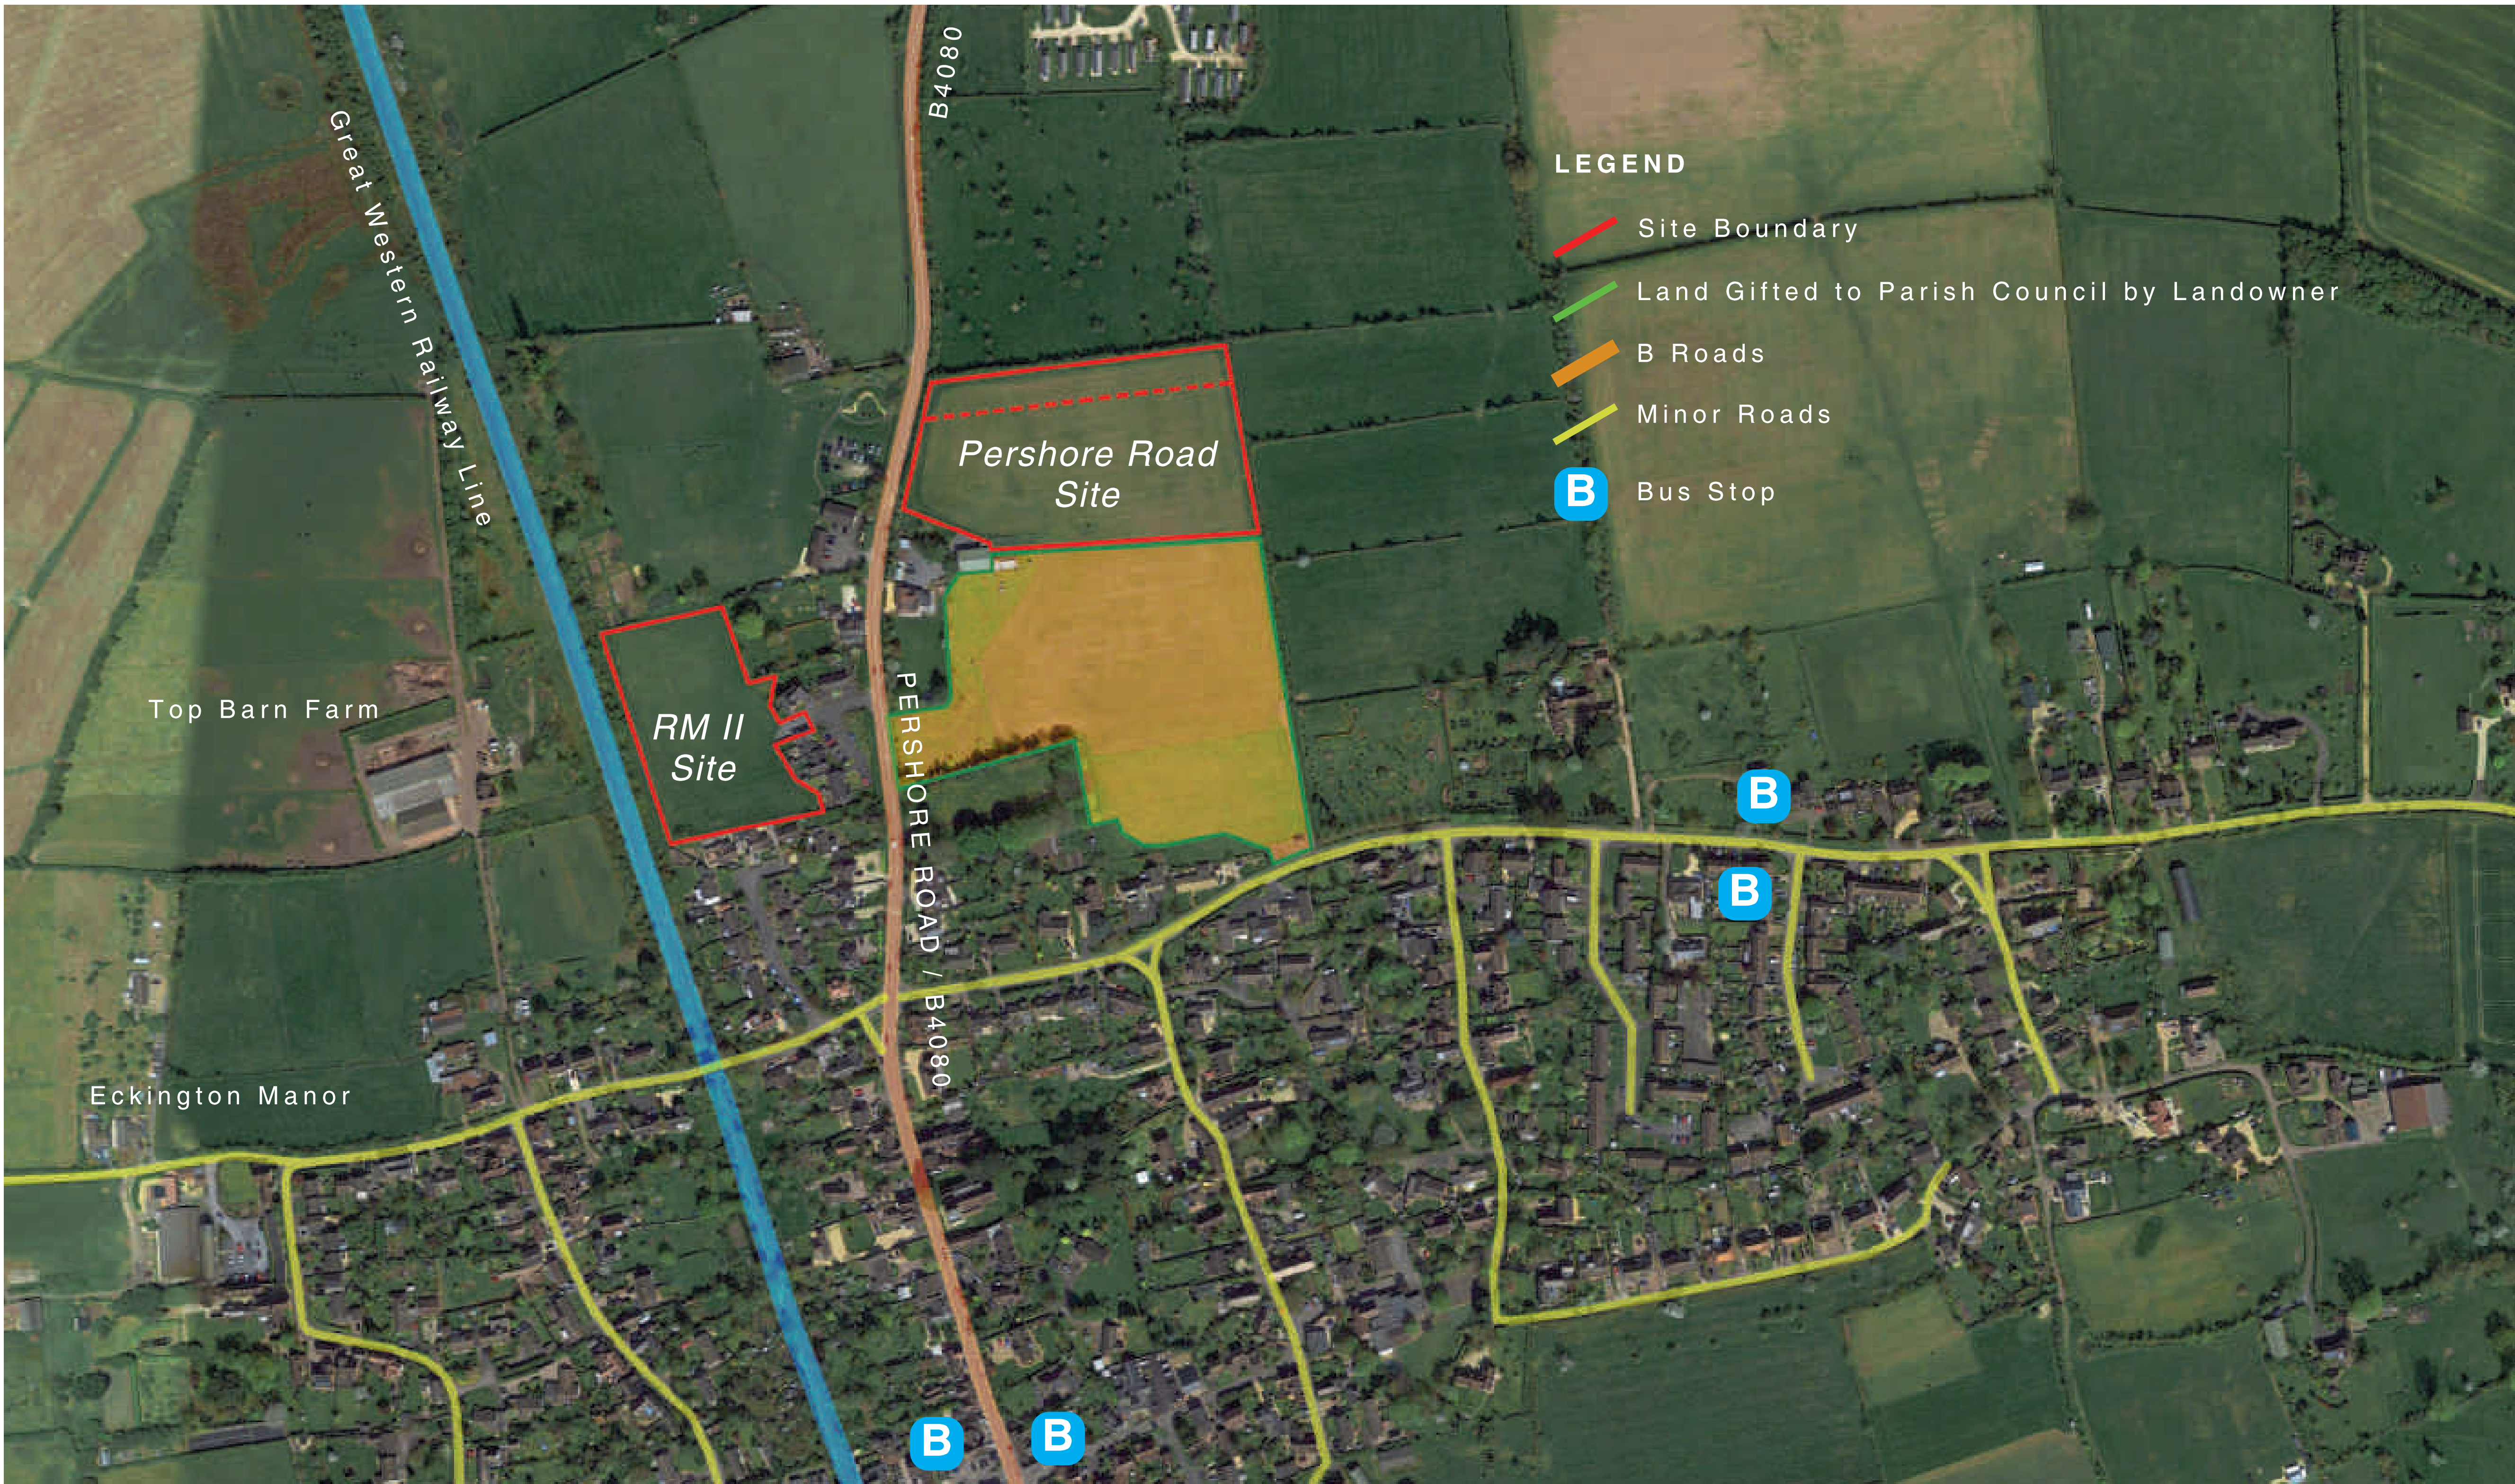 B4080
Great Western Railway Line
LEGEND
Site Boundary
Land Gifted to Parish Council by Landowner
B Roads
Minor Roads
B Bus Stop
Pershore Road
Site
RM II
Site
Top Barn Farm
PERSHORE ROAD / B4080
B
B
Eckington Manor
B
B